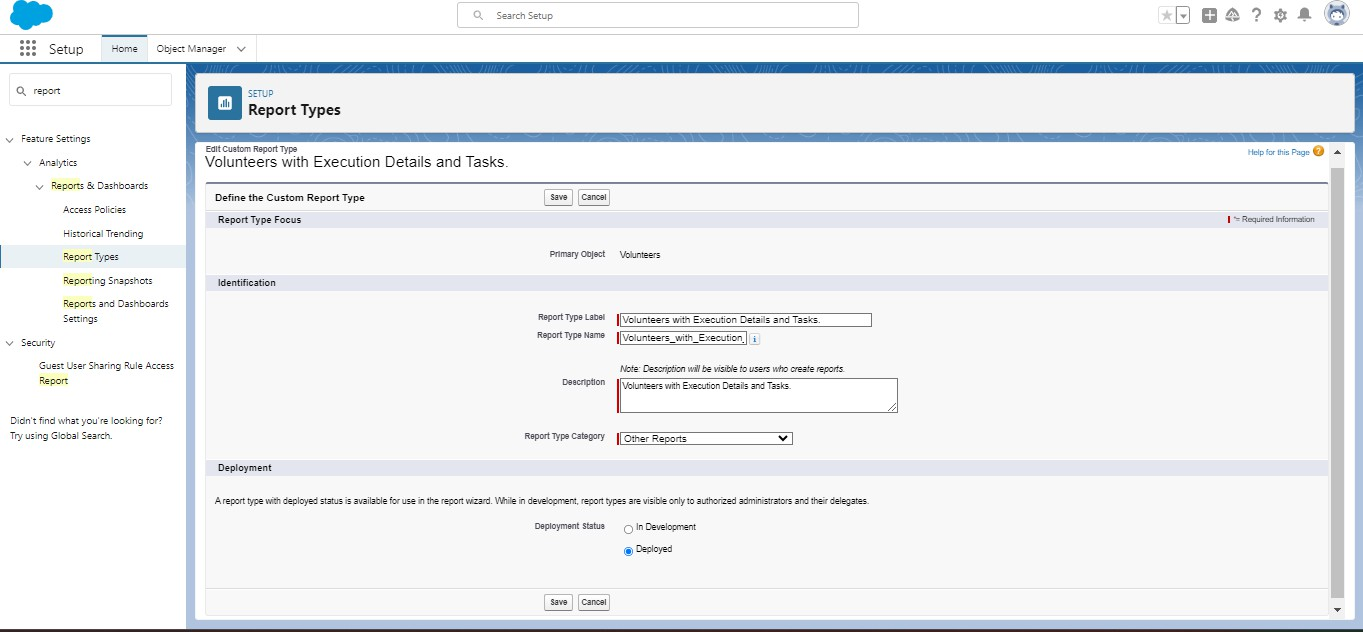 Search Setup
Setup
Home
Object Manager
report
Feature Settings
Analytics
Reports & Dashboards
Access Policies
Historical Trending
Report Types
Reporting Snapshots
Reports and Dashboards
Settings
Security
Guest User Sharing Rule Access
Report
Didn't find what you're looking for?
Try using Global Search.
SETUP
Report Types
Edit Custom Report Type
Volunteers with Execution Details and Tasks.
Help for this Page ?
Define the Custom Report Type
Save Cancel
Report Type Focus
*= Required Information
Primary Object Volunteers
Identification
Report Type Label Volunteers with Execution Details and Tasks.
Report Type Name Volunteers_with_Execution_ i
Note: Description will be visible to users who create reports.
Description Volunteers with Execution Details and Tasks.
Report Type Category Other Reports
Deployment
A report type with deployed status is available for use in the report wizard. While in development, report types are visible only to authorized administrators and their delegates.
Deployment Status In Development
Deployed
Save Cancel